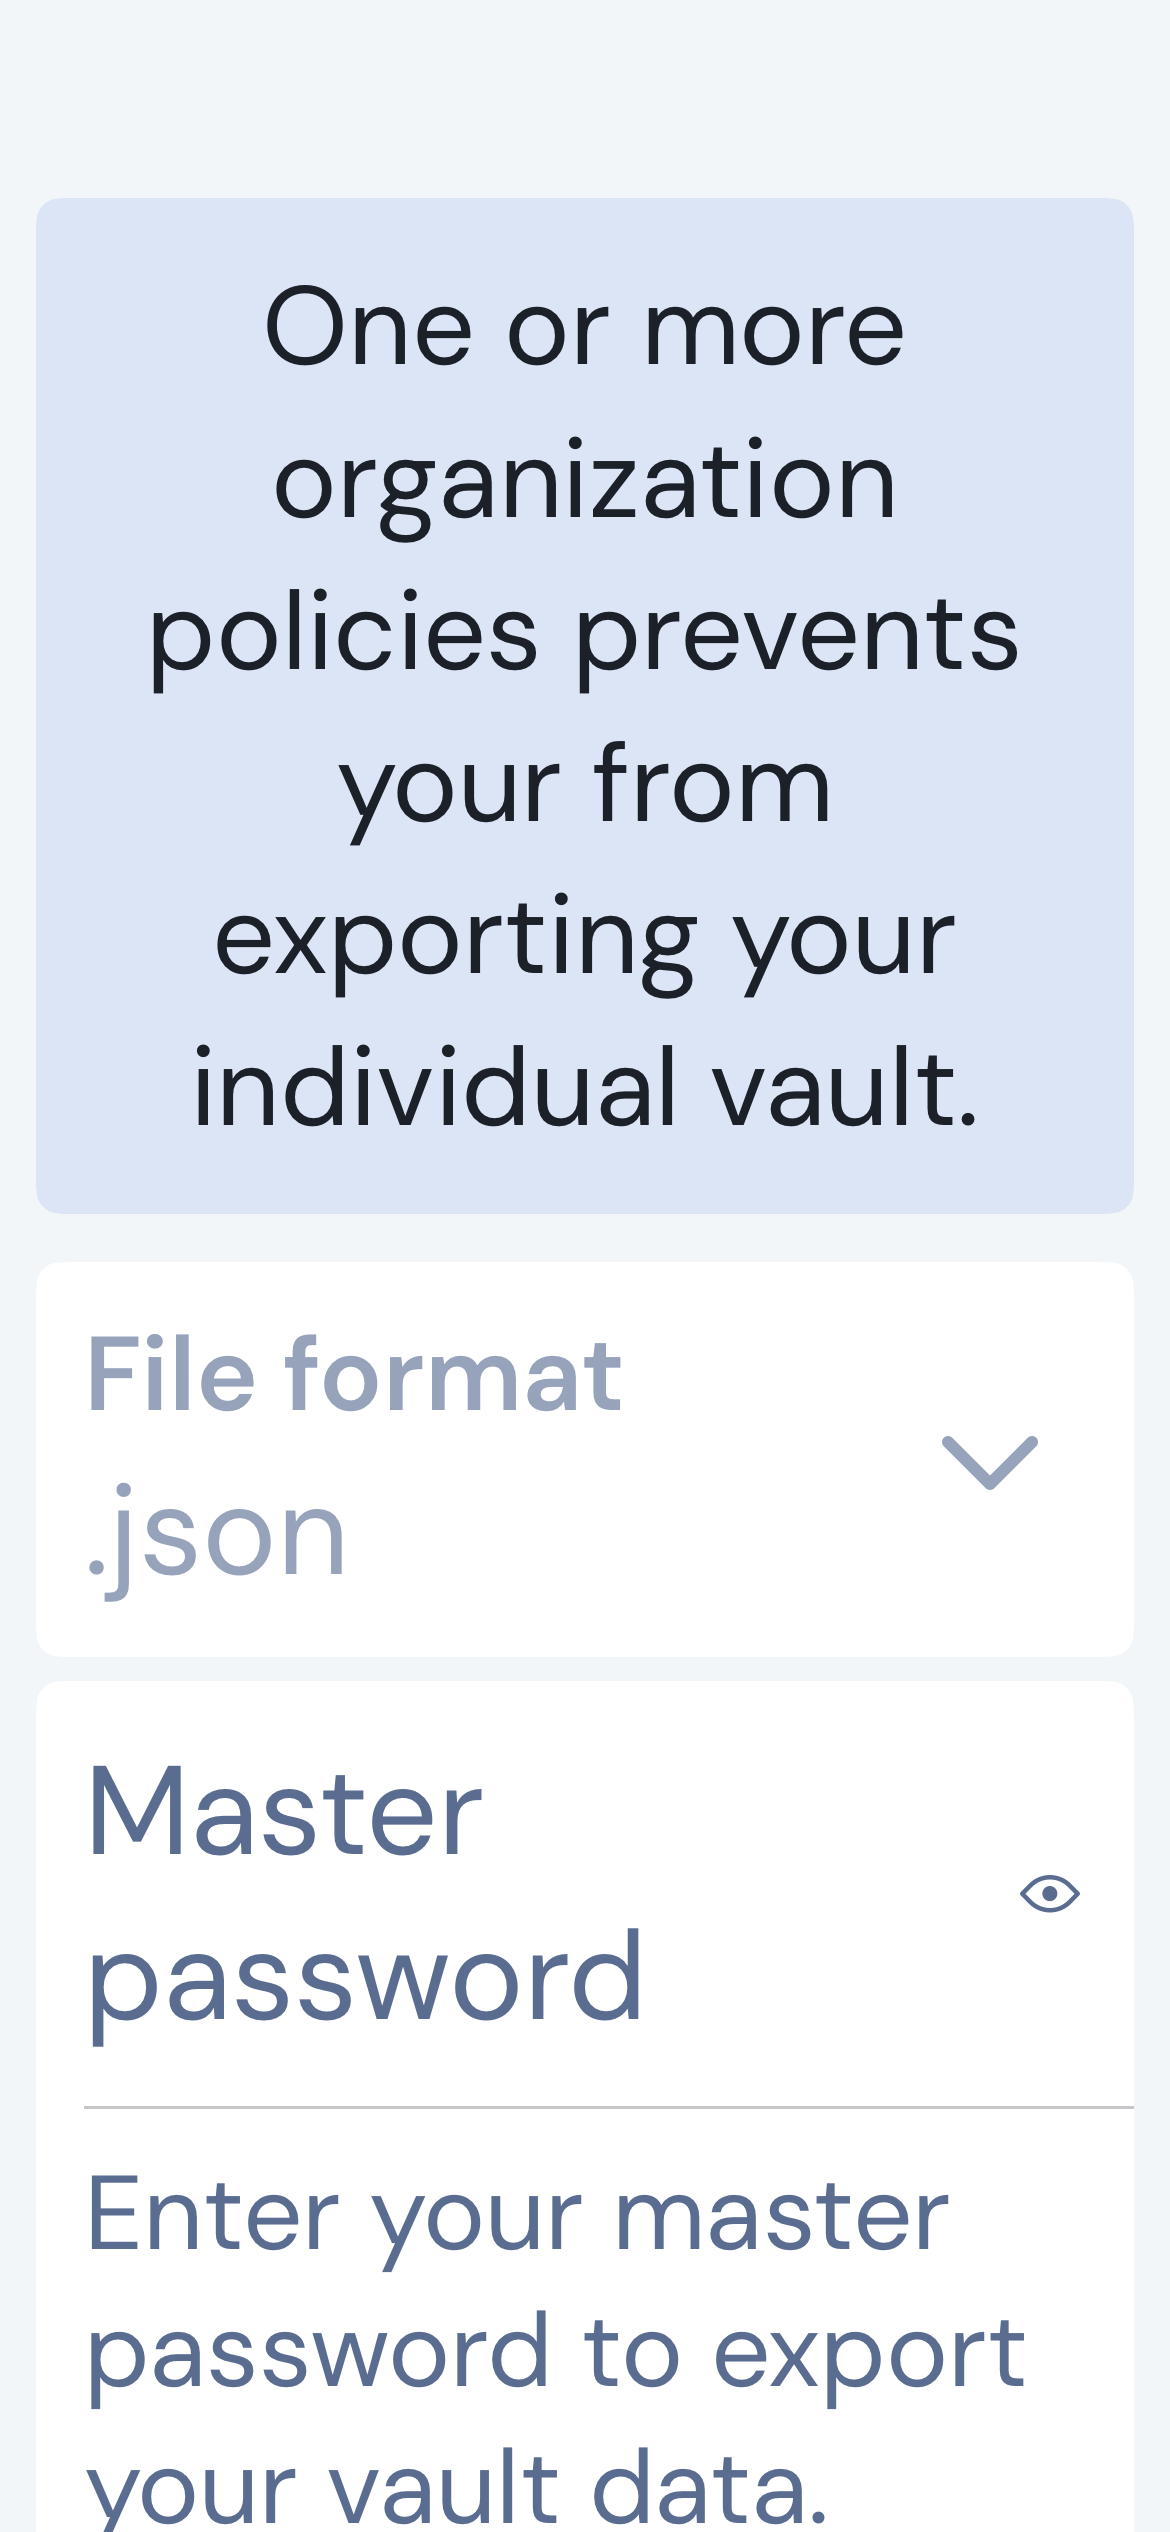 One or more
organization
policies prevents
your from
exporting your
individual vault.
File format
.json
Master
password
Enter your master
password to export
your vault data.